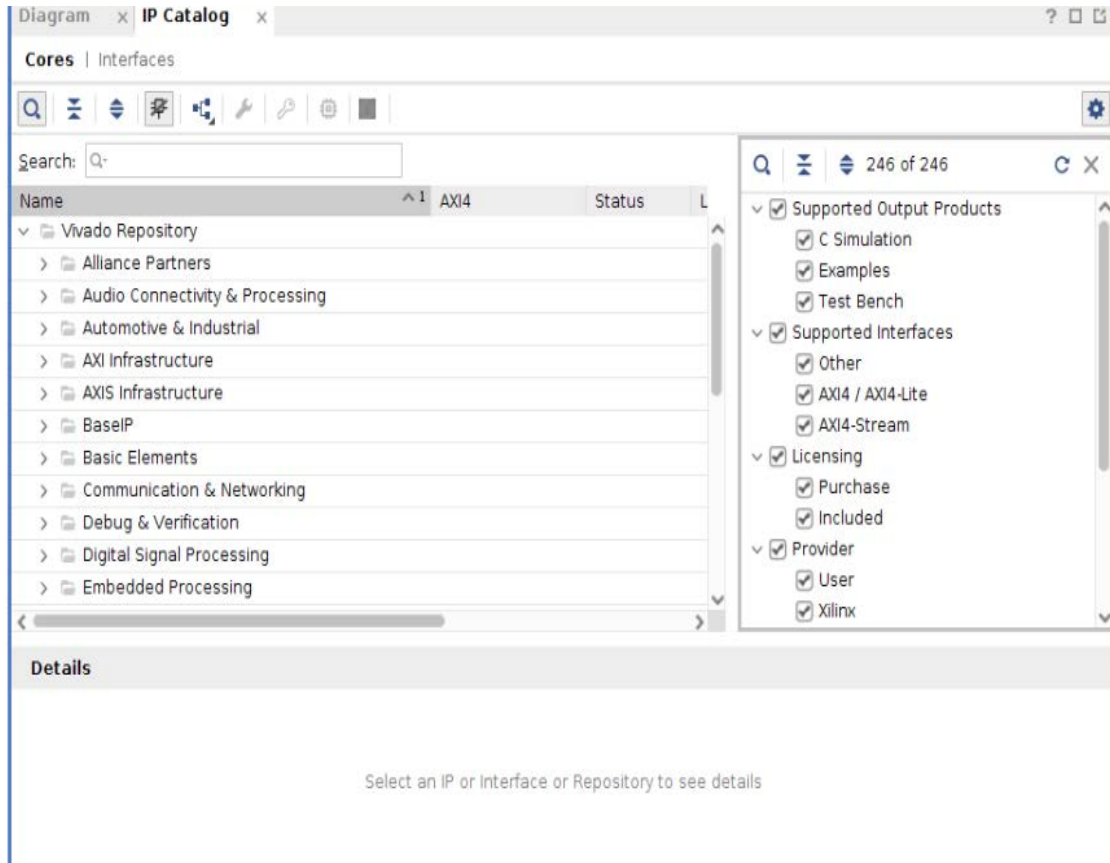 Diagram x IP Catalog x ?
Cores | Interfaces
Search: Q-
Name ^1 AXI4 Status L
Vivado Repository
Alliance Partners
Audio Connectivity & Processing
Automotive & Industrial
AXI Infrastructure
AXIS Infrastructure
BaseIP
Basic Elements
Communication & Networking
Debug & Verification
Digital Signal Processing
Embedded Processing
246 of 246
Supported Output Products
C Simulation
Examples
Test Bench
Supported Interfaces
Other
AXI4 / AXI4-Lite
AXI4-Stream
Licensing
Purchase
Included
Provider
User
Xilinx
Details
Select an IP or Interface or Repository to see details